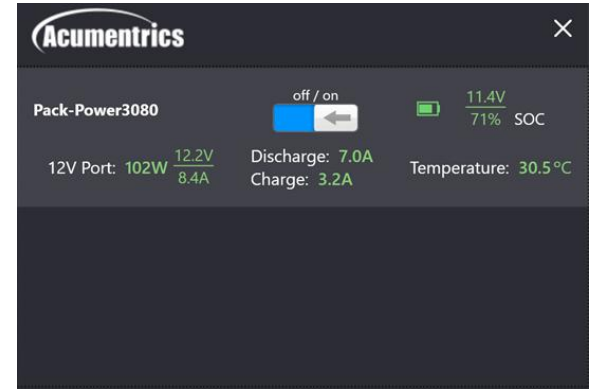 Acumentrics
off / on
Pack-Power3080
11.4V
71% SOC
12V Port: 102W 12.2V
8.4A
Discharge: 7.0A
Charge: 3.2A
Temperature: 30.5°C